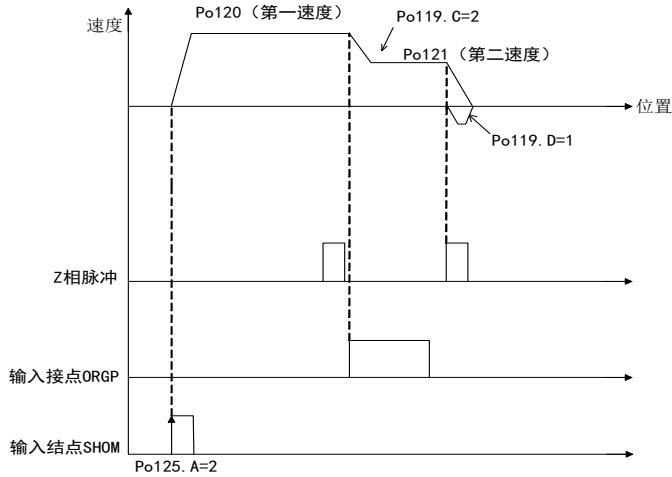 Po120（第一速度）
Po119.C=2
速度
Po121（第二速度）
位置
Po119.D=1
Z相脉冲
输入接点ORGP
输入结点SHOM
Po125.A=2